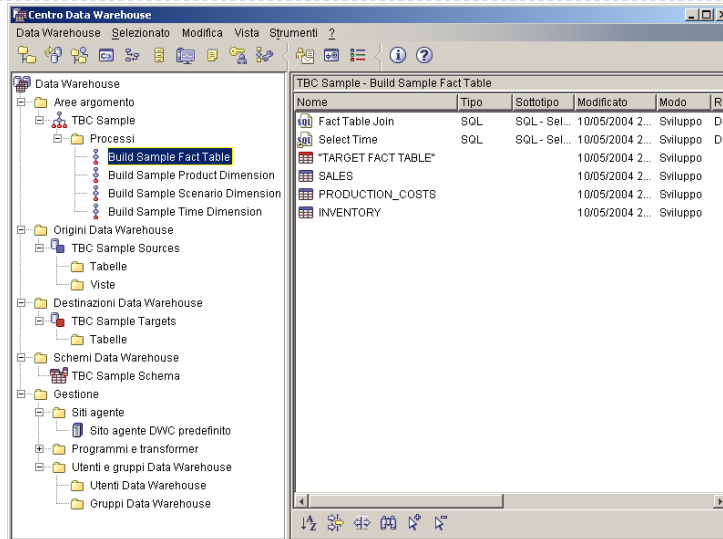 Centro Data Warehouse
Data Warehouse Selezionato Modifica Vista Strumenti ?
Data Warehouse
Aree argomento
TBC Sample
Processi
Build Sample Fact Table
Build Sample Product Dimension
Build Sample Scenario Dimension
Build Sample Time Dimension
Origini Data Warehouse
TBC Sample Sources
Tabelle
Viste
Destinazioni Data Warehouse
TBC Sample Targets
Tabelle
Schemi Data Warehouse
TBC Sample Schema
Gestione
Siti agente
Sito agente DWC predefinito
Programmi e transformer
Utenti e gruppi Data Warehouse
Utenti Data Warehouse
Gruppi Data Warehouse
TBC Sample - Build Sample Fact Table
Nome Tipo Sottotipo Modificato Modo R
Fact Table Join SQL SQL - Sel... 10/05/2004 2... Sviluppo D
Select Time SQL SQL - Sel... 10/05/2004 2... Sviluppo D
"TARGET FACT TABLE" 10/05/2004 2... Sviluppo
SALES 10/05/2004 2... Sviluppo
PRODUCTION_COSTS 10/05/2004 2... Sviluppo
INVENTORY 10/05/2004 2... Sviluppo